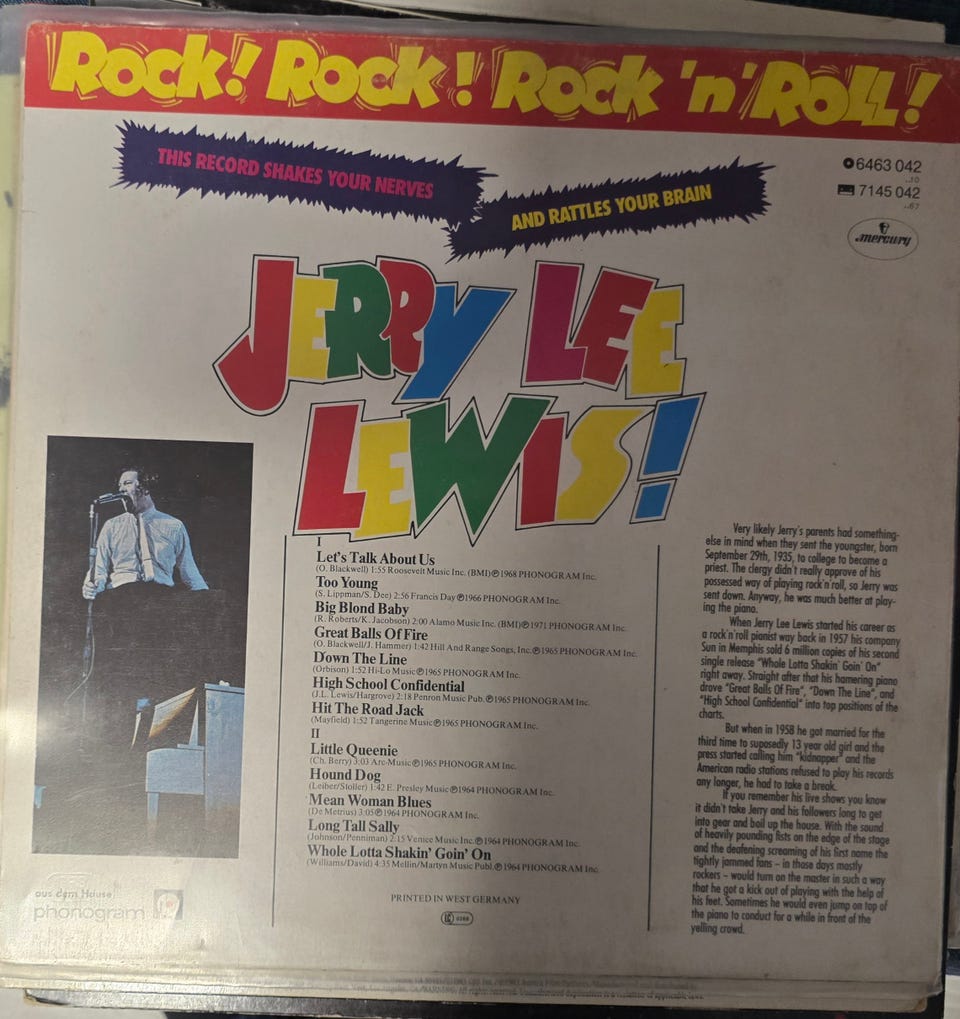 Rock! Rock! Rock 'n' Roll!
THIS RECORD SHAKES YOUR NERVES
AND RATTLES YOUR BRAIN
6463 042
..10
7145 042
..67
mercury
JERRY LEE
LEWIS!
I
Let's Talk About Us
(O. Blackwell) 1:55 Roosevelt Music Inc. (BMI)Ⓟ1968 PHONOGRAM Inc.
Too Young
(S. Lippman/S. Dee) 2:56 Francis Day Ⓟ1966 PHONOGRAM Inc.
Big Blond Baby
(R. Roberts/K. Jacobson) 2:00 Alamo Music Inc. (BMI)Ⓟ1971 PHONOGRAM Inc.
Great Balls Of Fire
(O. Blackwell/J. Hammer) 1:42 Hill And Range Songs, Inc.Ⓟ1965 PHONOGRAM Inc.
Down The Line
(Orbison) 1:52 Hi-Lo MusicⓅ1965 PHONOGRAM Inc.
High School Confidential
(J.L. Lewis/Hargrove) 2:18 Penron Music Pub.Ⓟ1965 PHONOGRAM Inc.
Hit The Road Jack
(Mayfield) 1:52 Tangerine MusicⓅ1965 PHONOGRAM Inc.
II
Little Queenie
(Ch. Berry) 3:03 Arc-MusicⓅ1965 PHONOGRAM Inc.
Hound Dog
(Leiber/Stoller) 1:42 E. Presley MusicⓅ1964 PHONOGRAM Inc.
Mean Woman Blues
(De Metrius) 3:05Ⓟ1964 PHONOGRAM Inc.
Long Tall Sally
(Johnson/Penniman) 2:15 Venice Music Inc.Ⓟ1964 PHONOGRAM Inc.
Whole Lotta Shakin' Goin' On
(Williams/David) 4:35 Mellin/Martyn Music Publ.Ⓟ1964 PHONOGRAM Inc.
PRINTED IN WEST GERMANY
Very likely Jerry's parents had something-
else in mind when they sent the youngster, born
September 29th, 1935, to college to become a
priest. The clergy didn't really approve of his
possessed way of playing rock'n roll, so Jerry was
sent down. Anyway, he was much better at play-
ing the piano.
When Jerry Lee Lewis started his career as
a rock'n'roll pianist way back in 1957 his company
Sun in Memphis sold 6 million copies of his second
single release "Whole Lotta Shakin' Goin' On"
right away. Straight after that his hamering piano
drove "Great Balls Of Fire", "Down The Line", and
"High School Confidential" into top positions of the
charts.
But when in 1958 he got married for the
third time to supposedly 13 year old girl and the
press started calling him "kidnapper" and the
American radio stations refused to play his records
any longer, he had to take a break.
If you remember his live shows you know
it didn't take Jerry and his followers long to get
into gear and boil up the house. With the sound
of heavily pounding fists on the edge of the stage
and the deafening screaming of his first name the
tightly jammed fans – in those days mostly
rockers – would turn on the master in such a way
that he got a kick out of playing with the help of
his feet. Sometimes he would even jump on top of
the piano to conduct for a while in front of the
yelling crowd.
aus dem House
phonogram